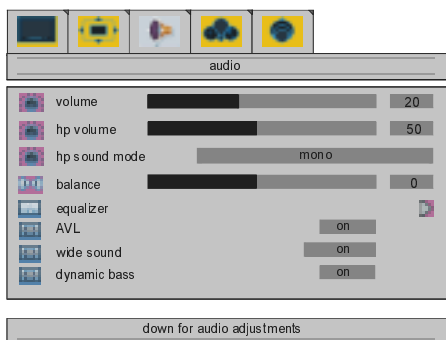 audio
volume 20
hp volume 50
hp sound mode mono
balance 0
equalizer
AVL on
wide sound on
dynamic bass on
down for audio adjustments